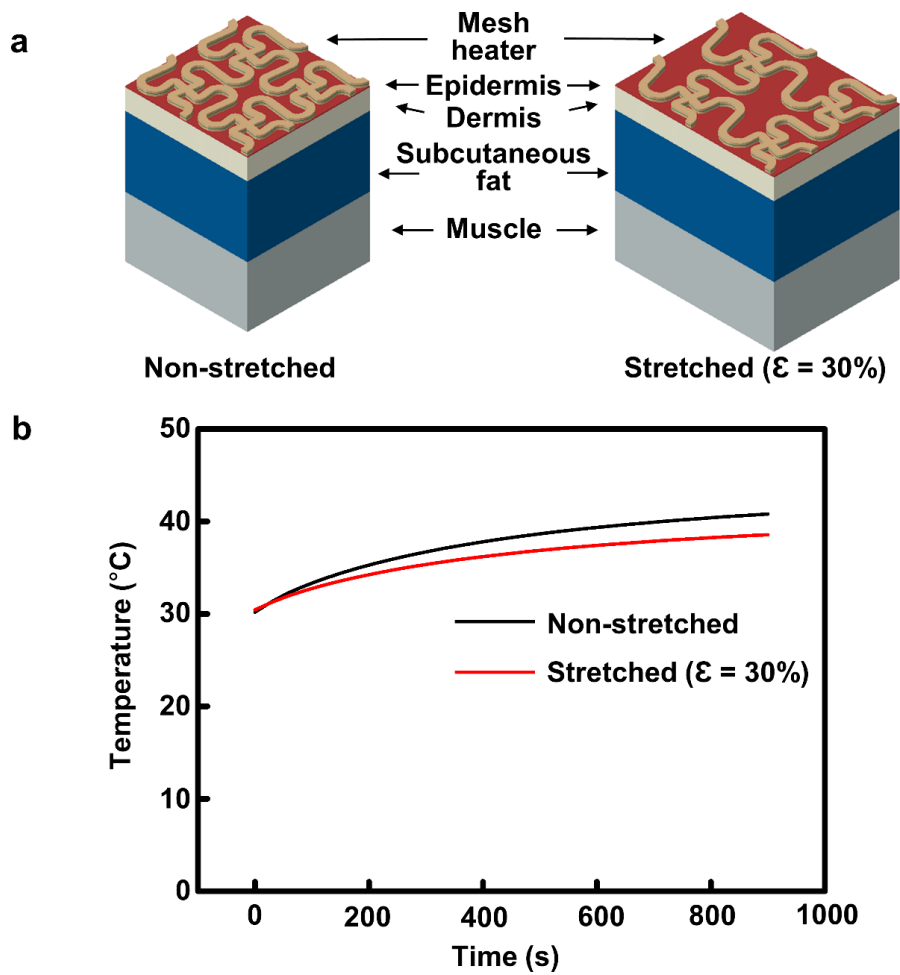 a
Mesh
heater
Epidermis
Dermis
Subcutaneous
fat
Muscle
Non-stretched
Stretched (Ɛ = 30%)
b
50
40
30
20
10
0
Temperature (°C)
Non-stretched
Stretched (Ɛ = 30%)
0 200 400 600 800 1000
Time (s)